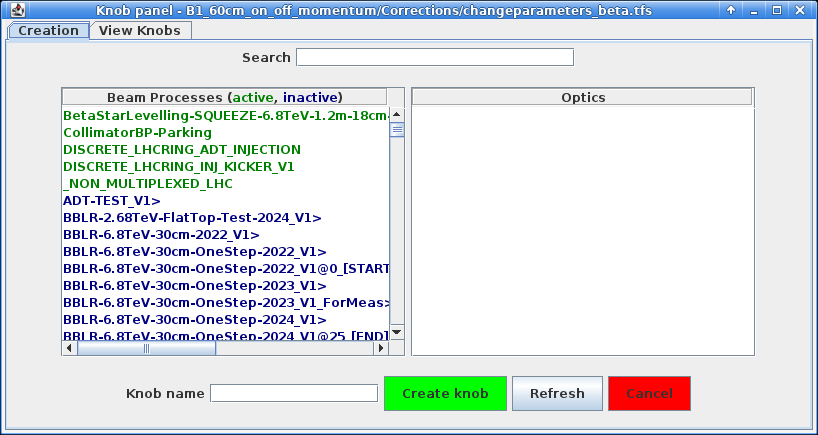 Knob panel - B1_60cm_on_off_momentum/Corrections/changeparameters_beta.tfs
Creation View Knobs
Search
Beam Processes (active, inactive) Optics
BetaStarLevelling-SQUEEZE-6.8TeV-1.2m-18cm-
CollimatorBP-Parking
DISCRETE_LHCRING_ADT_INJECTION
DISCRETE_LHCRING_INJ_KICKER_V1
_NON_MULTIPLEXED_LHC
ADT-TEST_V1>
BBLR-2.68TeV-FlatTop-Test-2024_V1>
BBLR-6.8TeV-30cm-2022_V1>
BBLR-6.8TeV-30cm-OneStep-2022_V1>
BBLR-6.8TeV-30cm-OneStep-2022_V1@0_[START
BBLR-6.8TeV-30cm-OneStep-2023_V1>
BBLR-6.8TeV-30cm-OneStep-2023_V1_ForMeas>
BBLR-6.8TeV-30cm-OneStep-2024_V1>
BBLR-6.8TeV-30cm-OneStep-2024_V1@25_[END]
Knob name Create knob Refresh Cancel